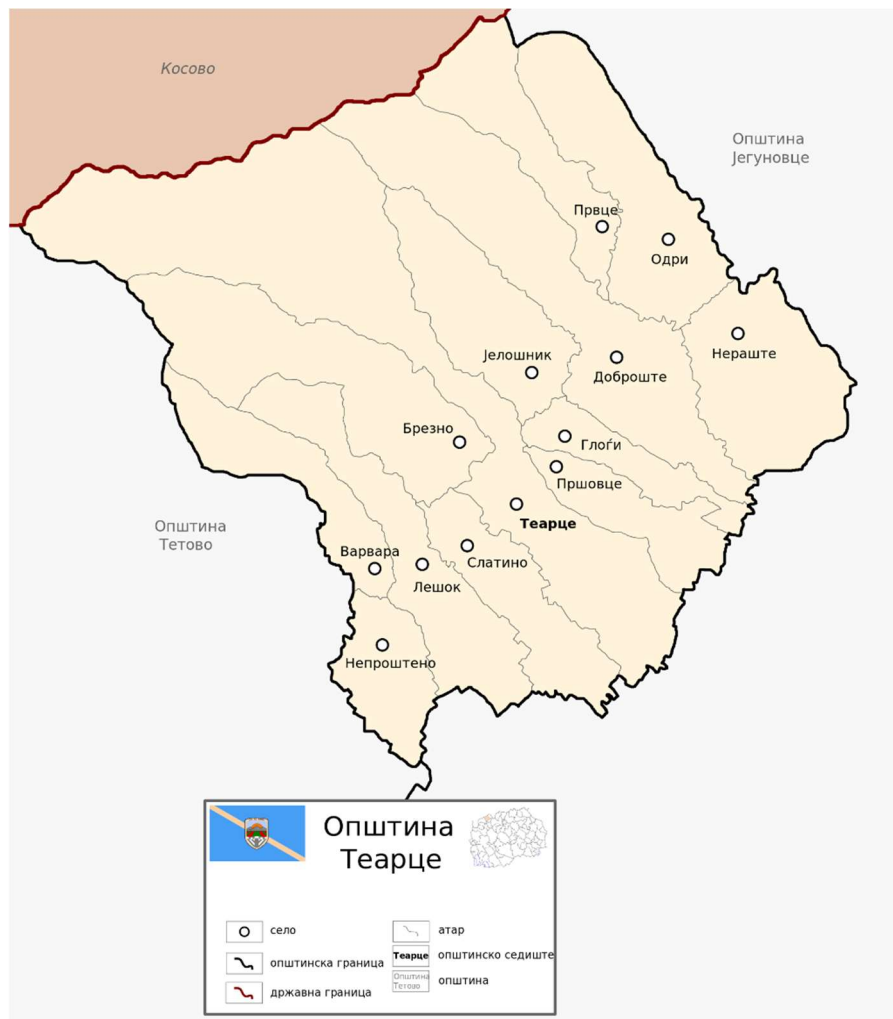 Косово
Општина
Јегуновце
Првце
Одри
Нераште
Јелошник
Доброште
Брезно
Глоѓи
Пршовце
Теарце
Општина
Тетово
Варвара
Слатино
Лешок
Непроштено
Општина
Теарце
село
атар
општинска граница
Теарце
општинско седиште
Општина
Тетово
општина
државна граница